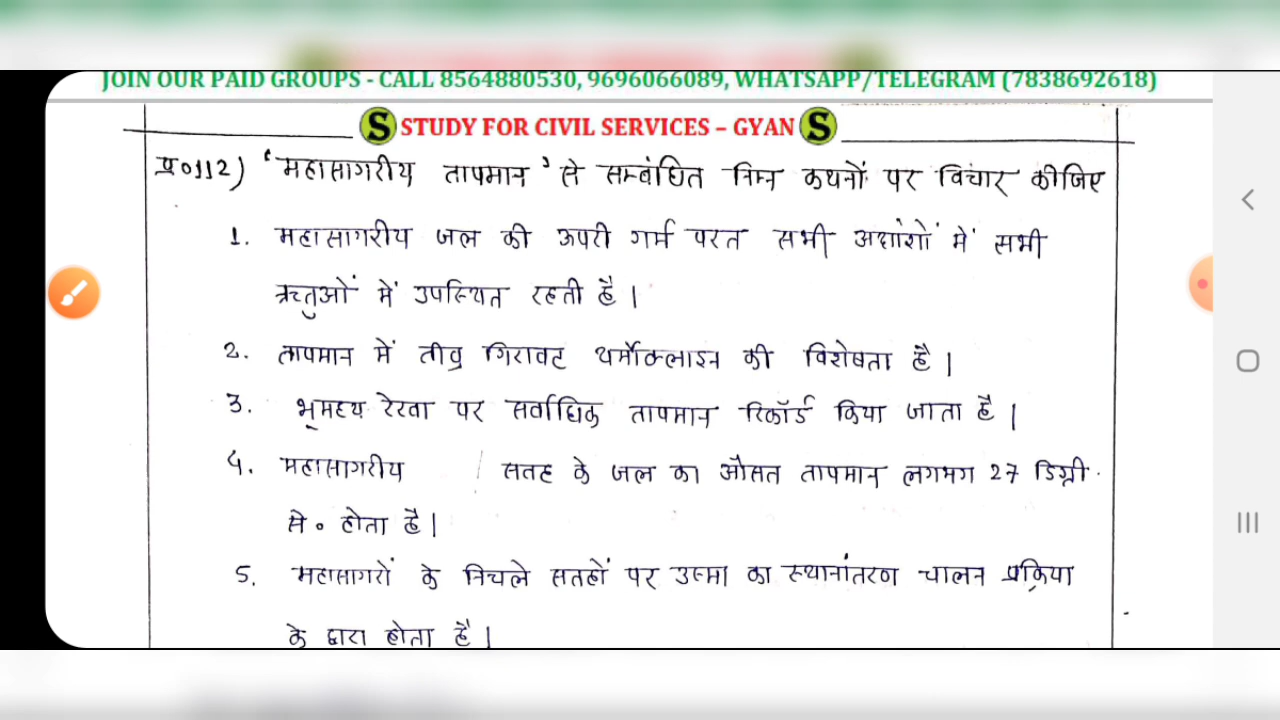 JOIN OUR PAID GROUPS - CALL 8564880530, 9696066089, WHATSAPP/TELEGRAM (7838692618)
S STUDY FOR CIVIL SERVICES – GYAN S
प्र०112) 'महासागरीय तापमान' से सम्बंधित निम्न कथनों पर विचार कीजिए
1. महासागरीय जल की ऊपरी गर्म परत सभी अक्षांशों में सभी
ऋतुओं में उपस्थित रहती है।
2. तापमान में तीव्र गिरावट थर्मोक्लाइन की विशेषता है।
3. भूमध्य रेखा पर सर्वाधिक तापमान रिकॉर्ड किया जाता है।
4. महासागरीय सतह के जल का औसत तापमान लगभग 27 डिग्री
से० होता है।
5. महासागरों के निचले सतहों पर उष्मा का स्थानांतरण चालन प्रक्रिया
के द्वारा होता है।